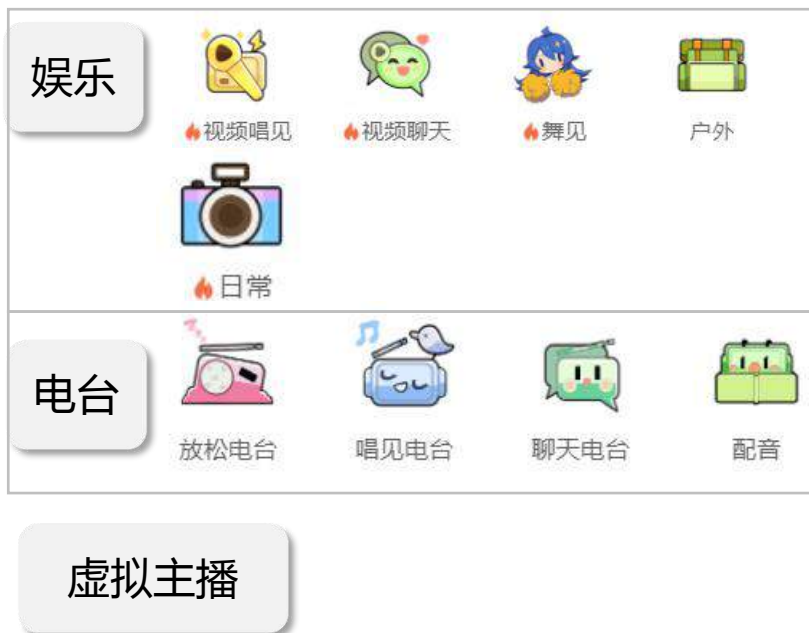 娱乐
视频唱见 视频聊天 舞见 户外
日常
电台
放松电台 唱见电台 聊天电台 配音
虚拟主播